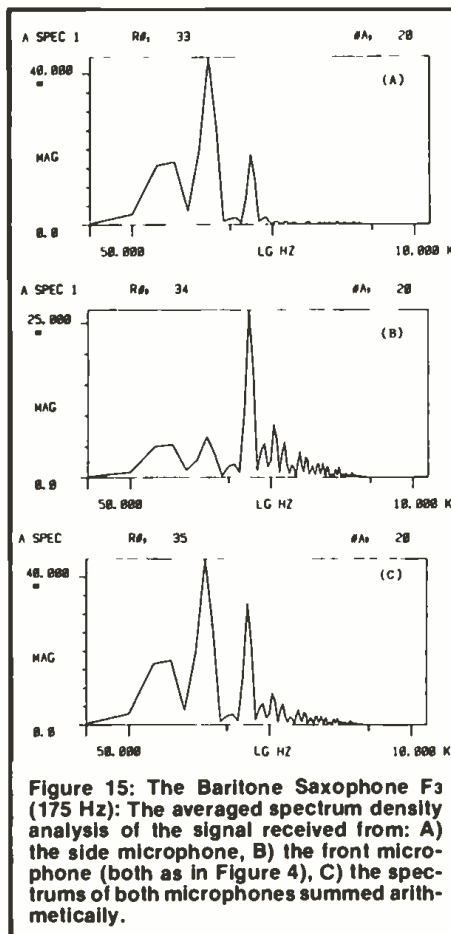 A SPEC 1 R#: 33 #A: 20
40.000
m
(A)
MAG
0.0
50.000 LG HZ 10.000 K
A SPEC 1 R#: 34 #A: 20
25.000
m
(B)
MAG
0.0
50.000 LG HZ 10.000 K
A SPEC R#: 35 #A: 20
40.000
m
(C)
MAG
0.0
50.000 LG HZ 10.000 K
Figure 15: The Baritone Saxophone F3
(175 Hz): The averaged spectrum density
analysis of the signal received from: A)
the side microphone, B) the front micro-
phone (both as in Figure 4), C) the spec-
trums of both microphones summed arith-
metically.